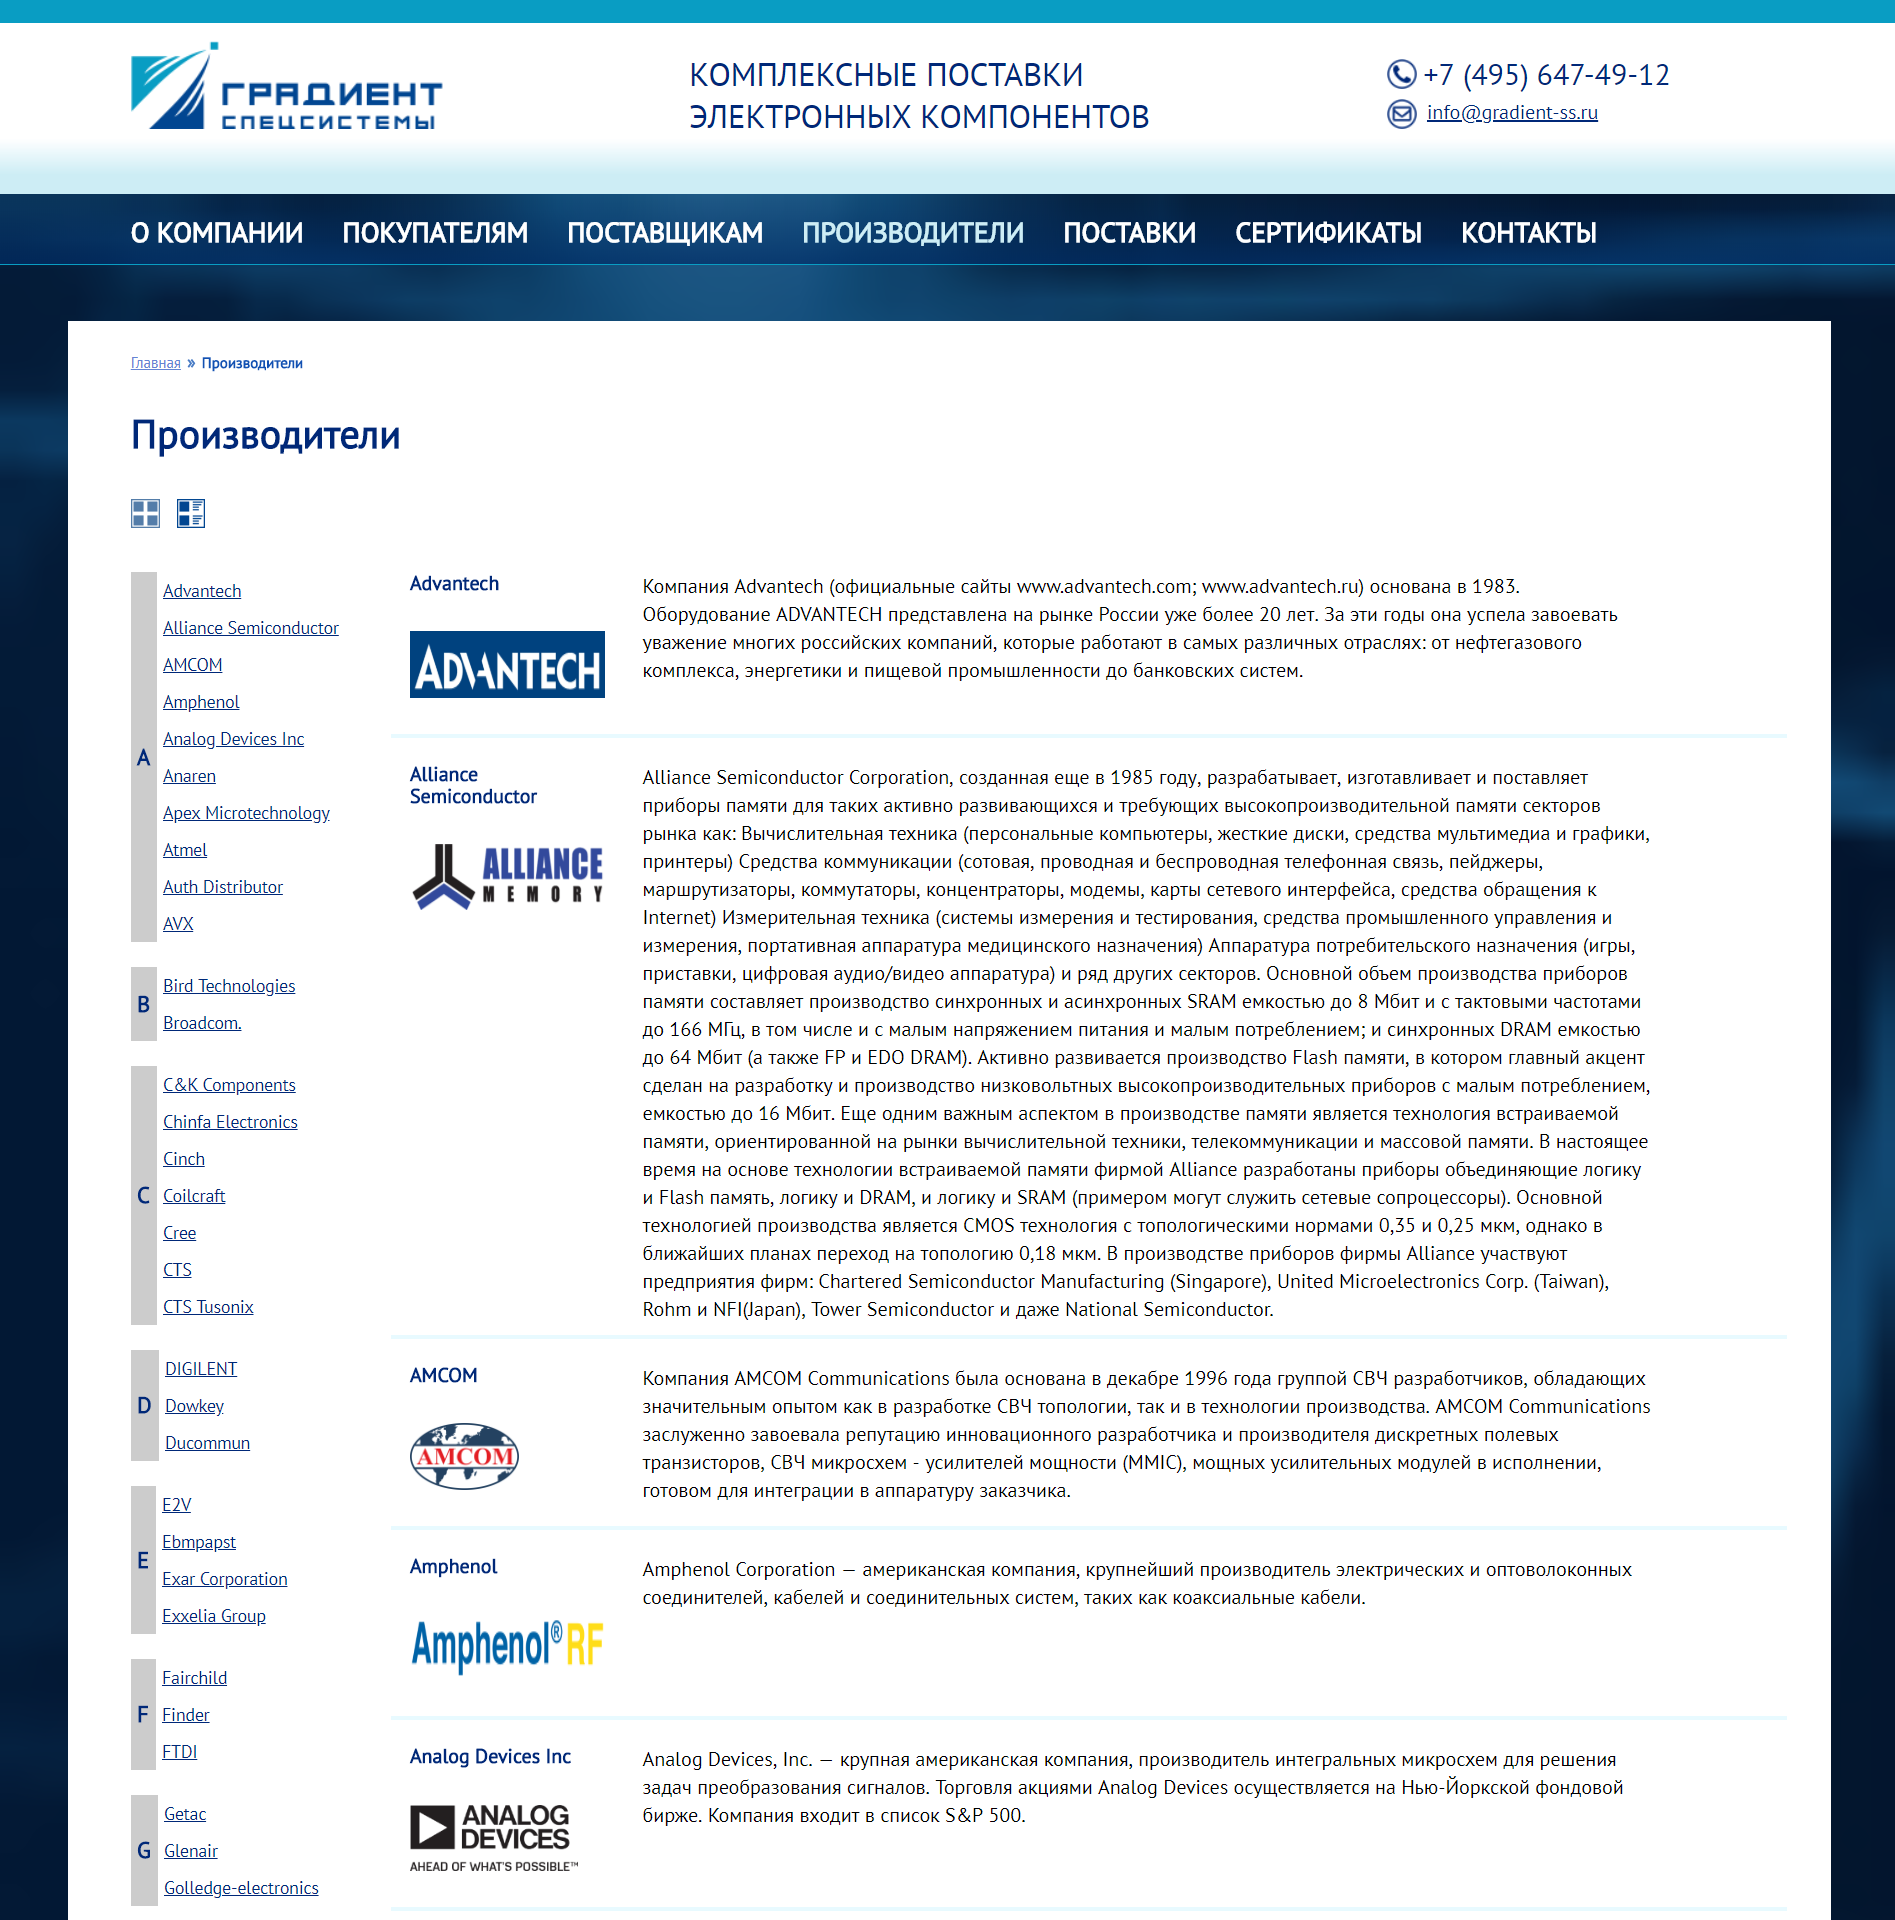 ГРАДИЕНТ
СПЕЦСИСТЕМЫ
КОМПЛЕКСНЫЕ ПОСТАВКИ
ЭЛЕКТРОННЫХ КОМПОНЕНТОВ
+7 (495) 647-49-12
info@gradient-ss.ru
О КОМПАНИИ ПОКУПАТЕЛЯМ ПОСТАВЩИКАМ ПРОИЗВОДИТЕЛИ ПОСТАВКИ СЕРТИФИКАТЫ КОНТАКТЫ
Главная » Производители
Производители
A
Advantech
Alliance Semiconductor
AMCOM
Amphenol
Analog Devices Inc
Anaren
Apex Microtechnology
Atmel
Auth Distributor
AVX
B
Bird Technologies
Broadcom.
C
C&K Components
Chinfa Electronics
Cinch
Coilcraft
Cree
CTS
CTS Tusonix
D
DIGILENT
Dowkey
Ducommun
E
E2V
Ebmpapst
Exar Corporation
Exxelia Group
F
Fairchild
Finder
FTDI
G
Getac
Glenair
Golledge-electronics
Advantech
ADVANTECH
Компания Advantech (официальные сайты www.advantech.com; www.advantech.ru) основана в 1983.
Оборудование ADVANTECH представлена на рынке России уже более 20 лет. За эти годы она успела завоевать
уважение многих российских компаний, которые работают в самых различных отраслях: от нефтегазового
комплекса, энергетики и пищевой промышленности до банковских систем.
Alliance
Semiconductor
ALLIANCE
MEMORY
Alliance Semiconductor Corporation, созданная еще в 1985 году, разрабатывает, изготавливает и поставляет
приборы памяти для таких активно развивающихся и требующих высокопроизводительной памяти секторов
рынка как: Вычислительная техника (персональные компьютеры, жесткие диски, средства мультимедиа и графики,
принтеры) Средства коммуникации (сотовая, проводная и беспроводная телефонная связь, пейджеры,
маршрутизаторы, коммутаторы, концентраторы, модемы, карты сетевого интерфейса, средства обращения к
Internet) Измерительная техника (системы измерения и тестирования, средства промышленного управления и
измерения, портативная аппаратура медицинского назначения) Аппаратура потребительского назначения (игры,
приставки, цифровая аудио/видео аппаратура) и ряд других секторов. Основной объем производства приборов
памяти составляет производство синхронных и асинхронных SRAM емкостью до 8 Мбит и с тактовыми частотами
до 166 МГц, в том числе и с малым напряжением питания и малым потреблением; и синхронных DRAM емкостью
до 64 Мбит (а также FP и EDO DRAM). Активно развивается производство Flash памяти, в котором главный акцент
сделан на разработку и производство низковольтных высокопроизводительных приборов с малым потреблением,
емкостью до 16 Мбит. Еще одним важным аспектом в производстве памяти является технология встраиваемой
памяти, ориентированной на рынки вычислительной техники, телекоммуникации и массовой памяти. В настоящее
время на основе технологии встраиваемой памяти фирмой Alliance разработаны приборы объединяющие логику
и Flash память, логику и DRAM, и логику и SRAM (примером могут служить сетевые сопроцессоры). Основной
технологией производства является CMOS технология с топологическими нормами 0,35 и 0,25 мкм, однако в
ближайших планах переход на топологию 0,18 мкм. В производстве приборов фирмы Alliance участвуют
предприятия фирм: Chartered Semiconductor Manufacturing (Singapore), United Microelectronics Corp. (Taiwan),
Rohm и NFI(Japan), Tower Semiconductor и даже National Semiconductor.
AMCOM
AMCOM
Компания AMCOM Communications была основана в декабре 1996 года группой СВЧ разработчиков, обладающих
значительным опытом как в разработке СВЧ топологии, так и в технологии производства. AMCOM Communications
заслуженно завоевала репутацию инновационного разработчика и производителя дискретных полевых
транзисторов, СВЧ микросхем - усилителей мощности (MMIC), мощных усилительных модулей в исполнении,
готовом для интеграции в аппаратуру заказчика.
Amphenol
Amphenol® RF
Amphenol Corporation — американская компания, крупнейший производитель электрических и оптоволоконных
соединителей, кабелей и соединительных систем, таких как коаксиальные кабели.
Analog Devices Inc
ANALOG
DEVICES
AHEAD OF WHAT'S POSSIBLE™
Analog Devices, Inc. — крупная американская компания, производитель интегральных микросхем для решения
задач преобразования сигналов. Торговля акциями Analog Devices осуществляется на Нью-Йоркской фондовой
бирже. Компания входит в список S&P 500.